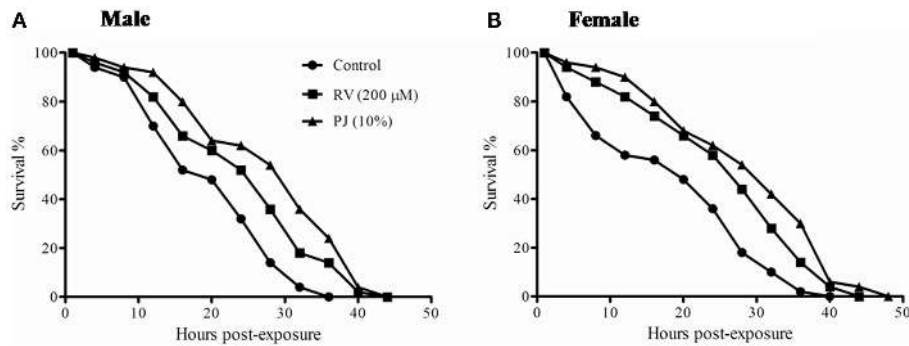 A Male
B Female
Control
RV (200 μM)
PJ (10%)
Survival %
100
80
60
40
20
0
0 10 20 30 40 50
Hours post-exposure
Survival %
100
80
60
40
20
0
0 10 20 30 40 50
Hours post-exposure